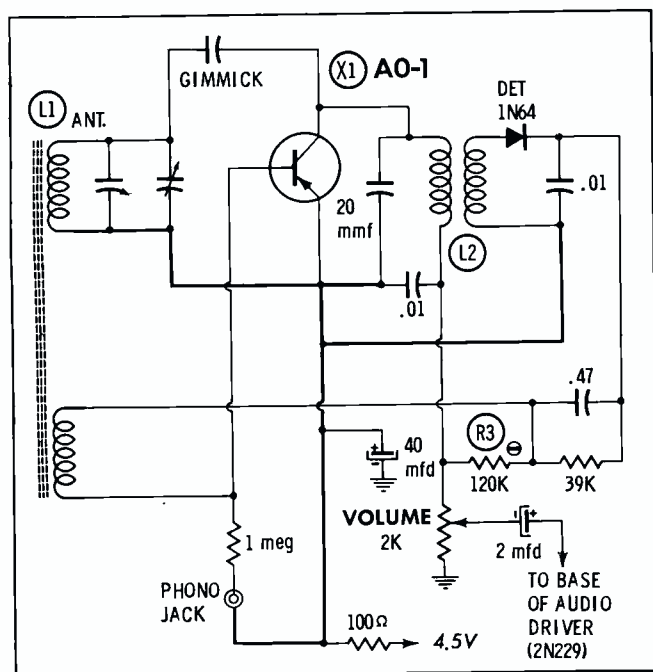 GIMMICK
X1 AO-1
L1 ANT.
DET
1N64
20
mmf
.01
L2
.01
.47
R3
40
mfd
120K
39K
VOLUME
2K
1 meg
2 mfd
PHONO
JACK
100Ω
4.5V
TO BASE
OF AUDIO
DRIVER
(2N229)